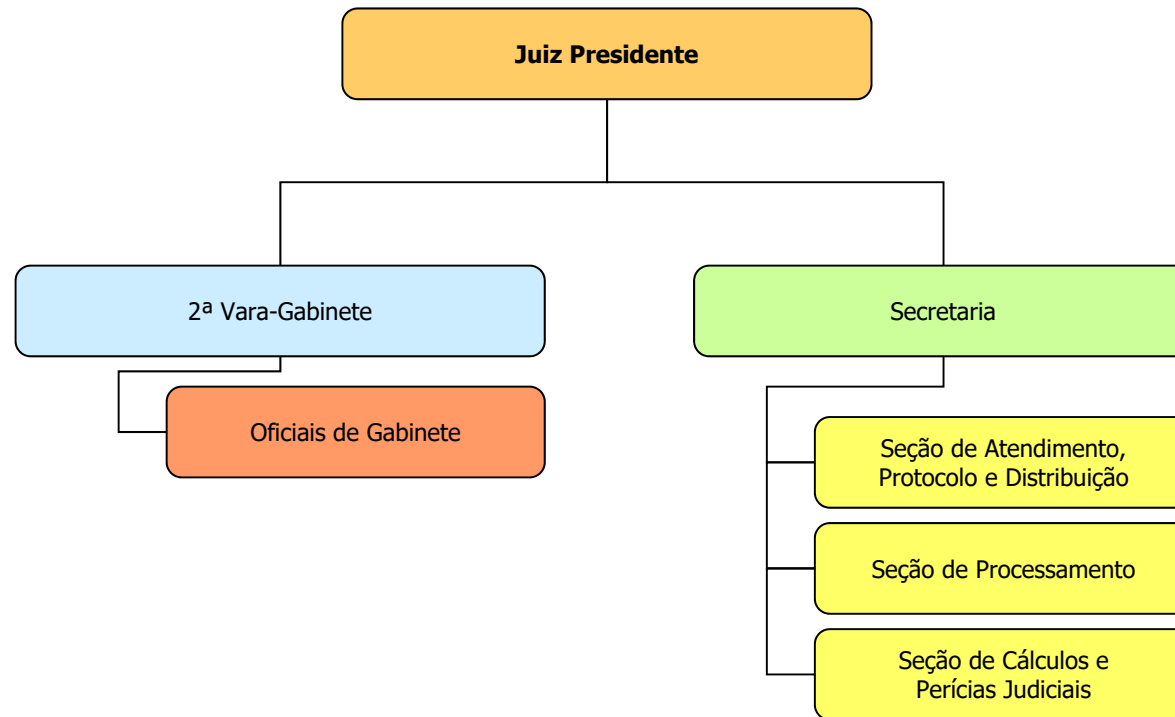 Juiz Presidente
2ª Vara-Gabinete
Oficiais de Gabinete
Secretaria
Seção de Atendimento,
Protocolo e Distribuição
Seção de Processamento
Seção de Cálculos e
Perícias Judiciais